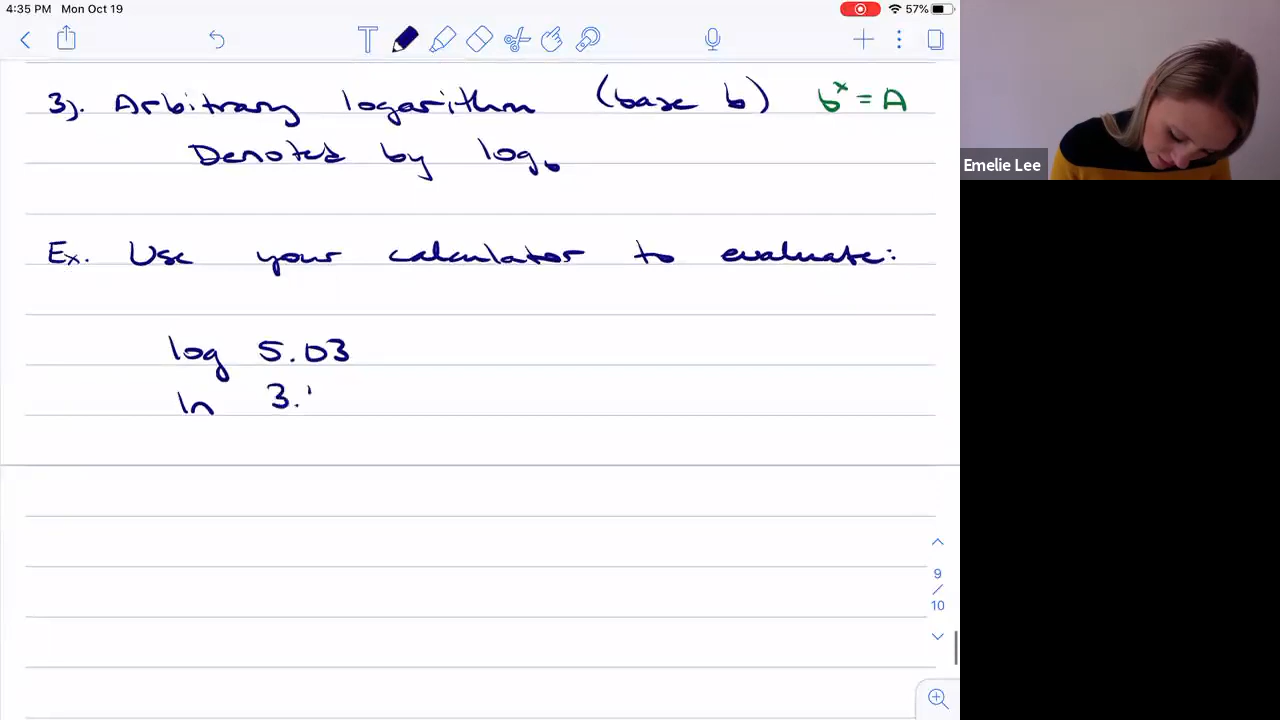 4:35 PM Mon Oct 19
57%
T
3). Arbitrary logarithm (base b) b^x = A
Denoted by log_b
Emelie Lee
Ex. Use your calculator to evaluate:
log 5.03
ln 3.
9
/
10